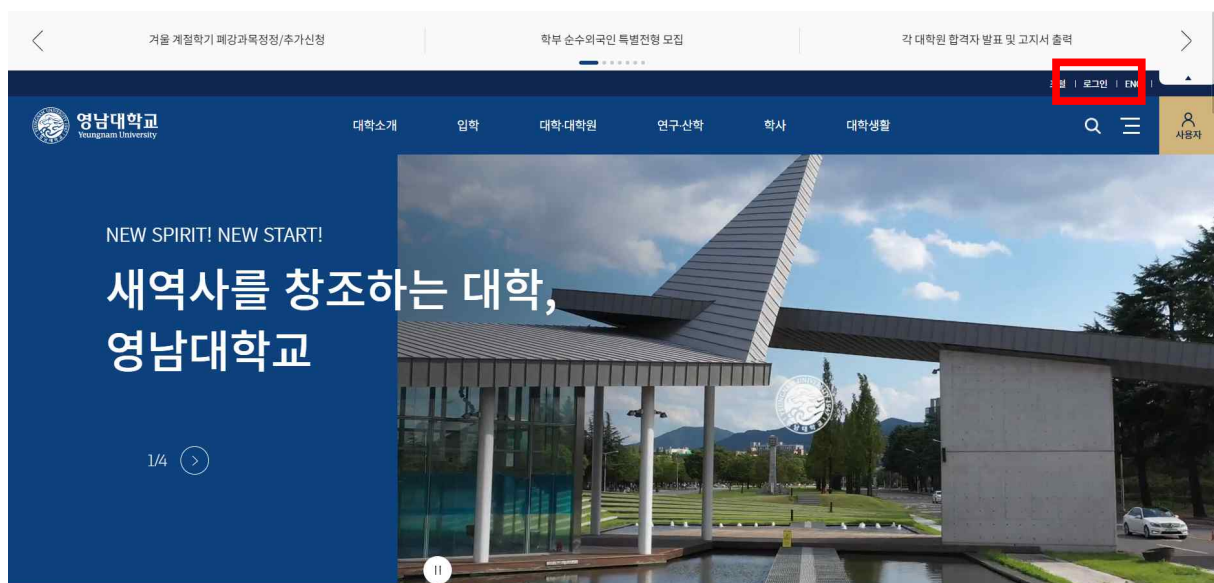 겨울 계절학기 폐강과목정정/추가신청
학부 순수외국인 특별전형 모집
각 대학원 합격자 발표 및 고지서 출력
로그인
영남대학교
Yeungnam University
대학소개 입학 대학·대학원 연구·산학 학사 대학생활
사용자
NEW SPIRIT! NEW START!
새역사를 창조하는 대학,
영남대학교
1/4